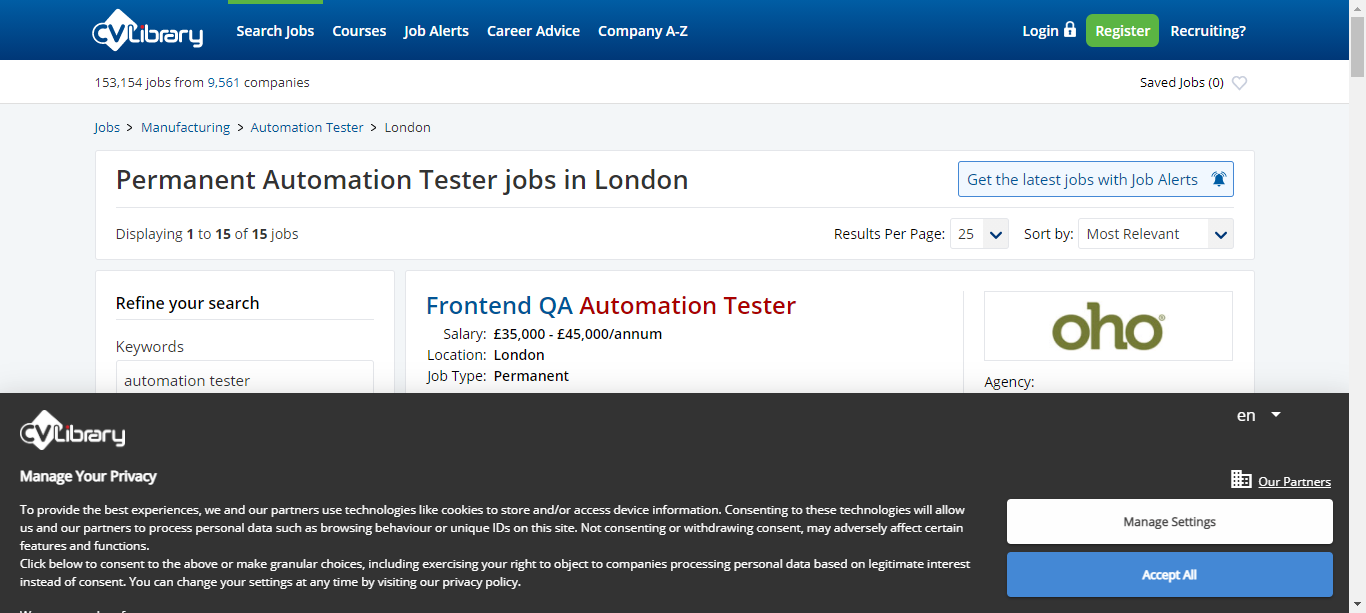 CVLibrary
Search Jobs Courses Job Alerts Career Advice Company A-Z
Login Register Recruiting?
153,154 jobs from 9,561 companies
Saved Jobs (0)
Jobs > Manufacturing > Automation Tester > London
Permanent Automation Tester jobs in London
Get the latest jobs with Job Alerts
Displaying 1 to 15 of 15 jobs
Results Per Page: 25 Sort by: Most Relevant
Refine your search
Keywords
automation tester
Frontend QA Automation Tester
Salary: £35,000 - £45,000/annum
Location: London
Job Type: Permanent
oho®
Agency:
CVLibrary
en
Manage Your Privacy
Our Partners
To provide the best experiences, we and our partners use technologies like cookies to store and/or access device information. Consenting to these technologies will allow
us and our partners to process personal data such as browsing behaviour or unique IDs on this site. Not consenting or withdrawing consent, may adversely affect certain
features and functions.
Click below to consent to the above or make granular choices, including exercising your right to object to companies processing personal data based on legitimate interest
instead of consent. You can change your settings at any time by visiting our privacy policy.
Manage Settings
Accept All